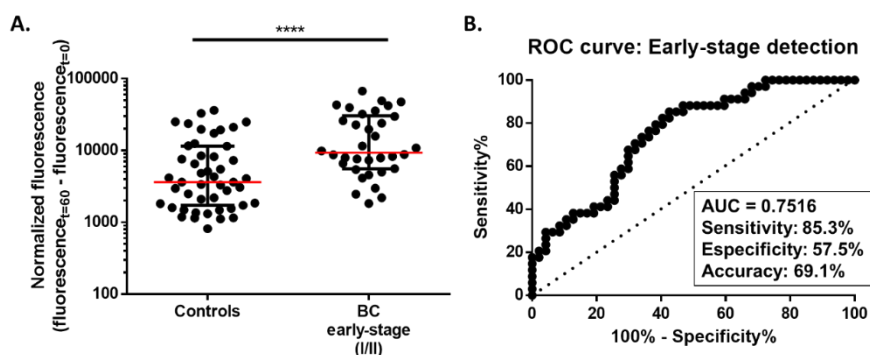 A.
****
Normalized fluorescence
(fluorescence t=60 - fluorescence t=0)
100000
10000
1000
100
Controls
BC
early-stage
(I/II)
B.
ROC curve: Early-stage detection
Sensitivity%
100
80
60
40
20
0
AUC = 0.7516
Sensitivity: 85.3%
Especificity: 57.5%
Accuracy: 69.1%
0
20
40
60
80
100
100% - Specificity%